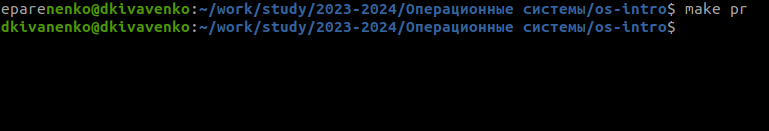 eparenenko@dkivavenko:~/work/study/2023-2024/Операционные системы/os-intro$ make pr
dkivanenko@dkivavenko:~/work/study/2023-2024/Операционные системы/os-intro$